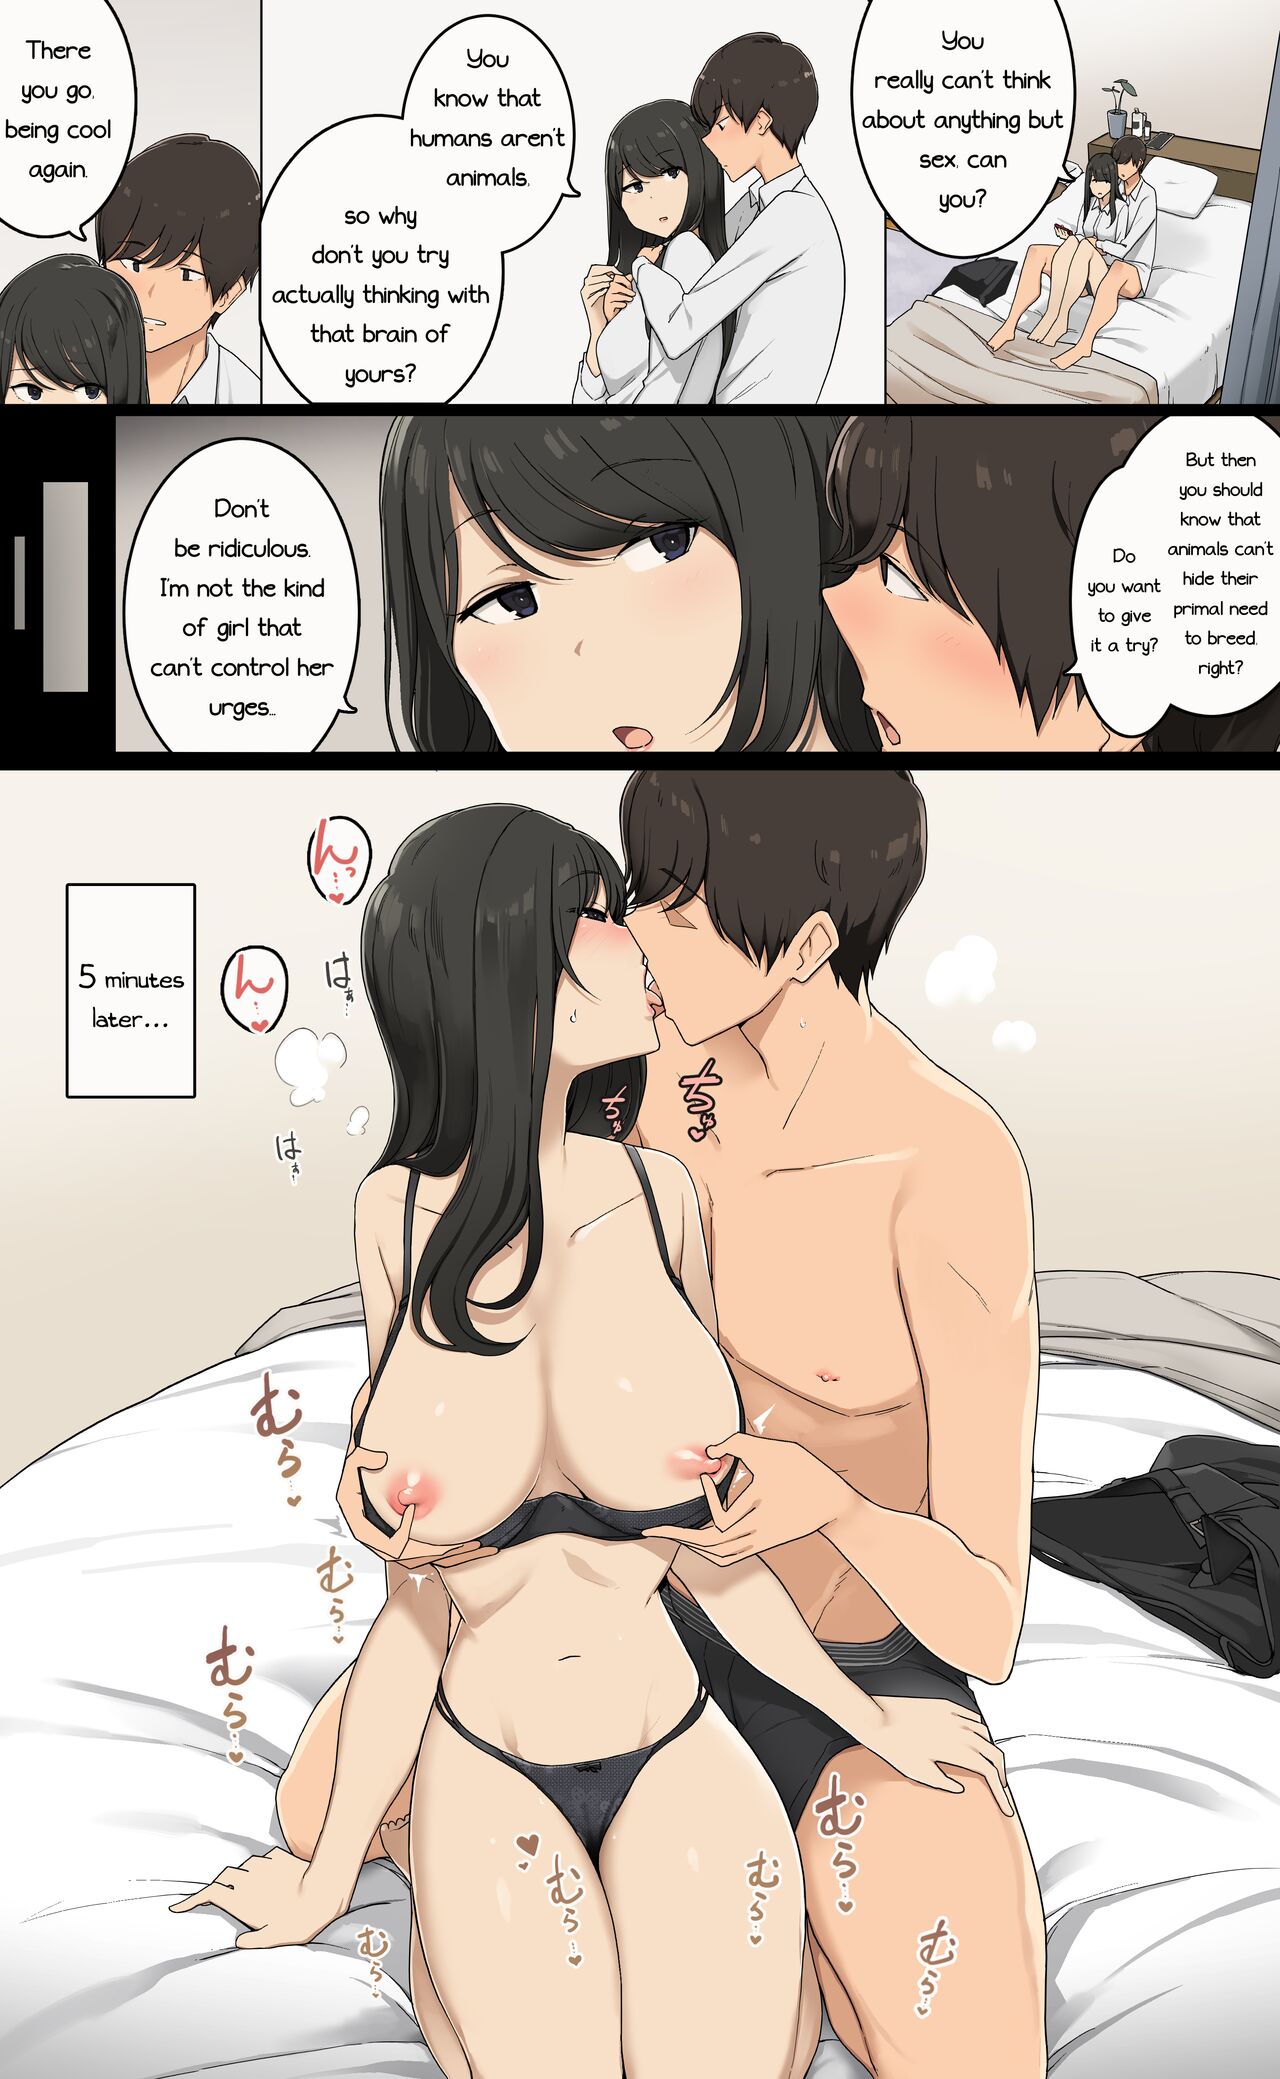 You
really can't think
about anything but
sex, can
you?
You
know that
humans aren't
animals,
so why
don't you try
actually thinking with
that brain of
yours?
There
you go,
being cool
again.
But then
you should
know that
animals can't
hide their
primal need
to breed,
right?
Do
you want
to give
it a try?
Don't
be ridiculous.
I'm not the kind
of girl that
can't control her
urges...
5 minutes
later...
んっ…♥
ん…♥
はぁ…
はぁ…
ちゅ
ちゅ♥
むら…♥
むら…♥
むら…♥
むら…♥
むら…♥
むら…♥
むら…♥
むら…♥